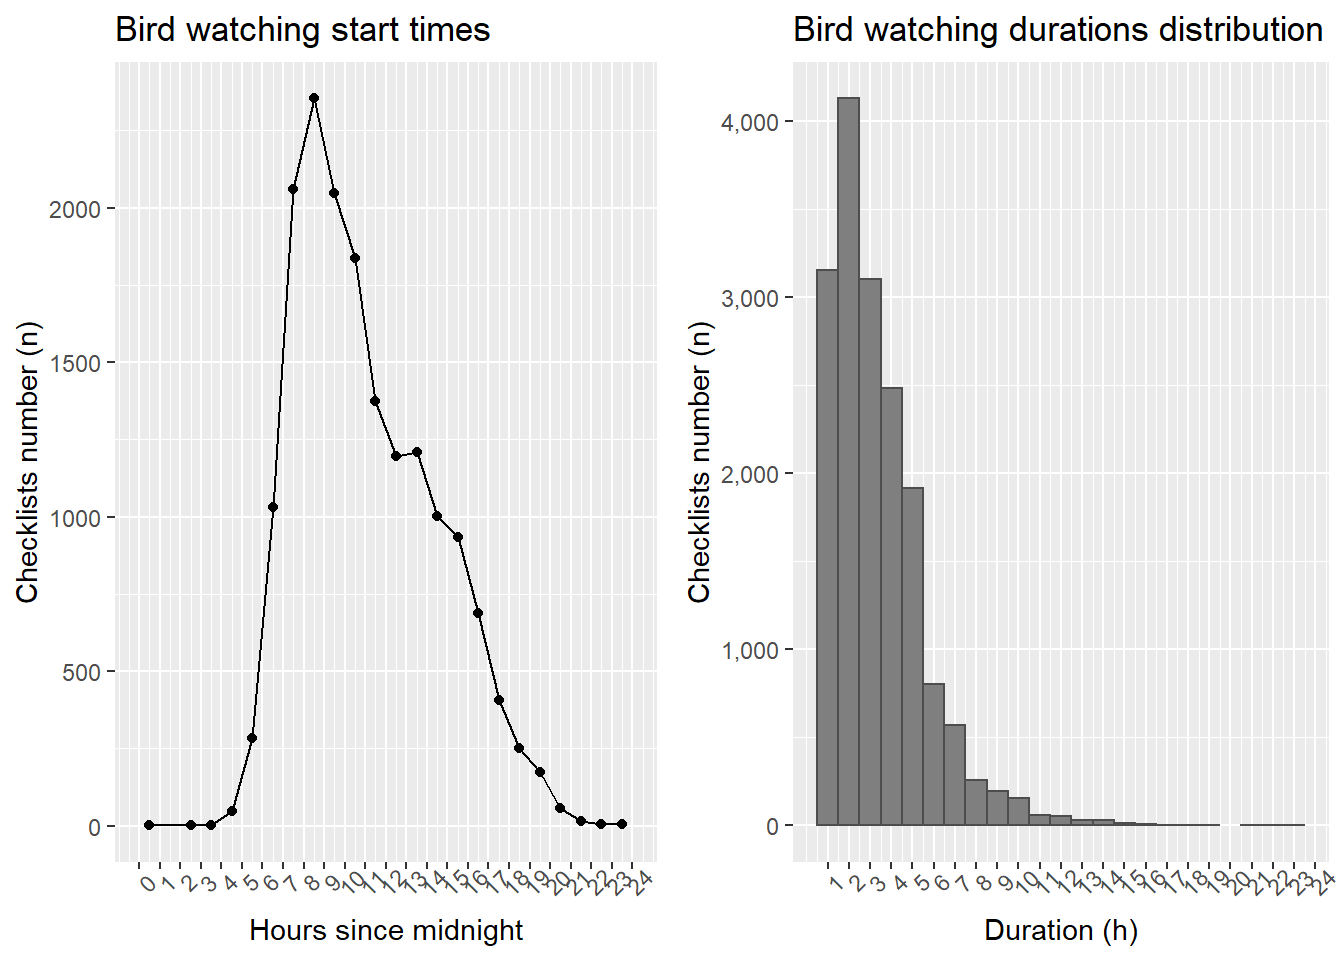 Bird watching start times
Checklists number (n)
2000
1500
1000
500
0
0 1 2 3 4 5 6 7 8 9 10 11 12 13 14 15 16 17 18 19 20 21 22 23 24
Hours since midnight
Bird watching durations distribution
Checklists number (n)
4,000
3,000
2,000
1,000
0
1 2 3 4 5 6 7 8 9 10 11 12 13 14 15 16 17 18 19 20 21 22 23 24
Duration (h)